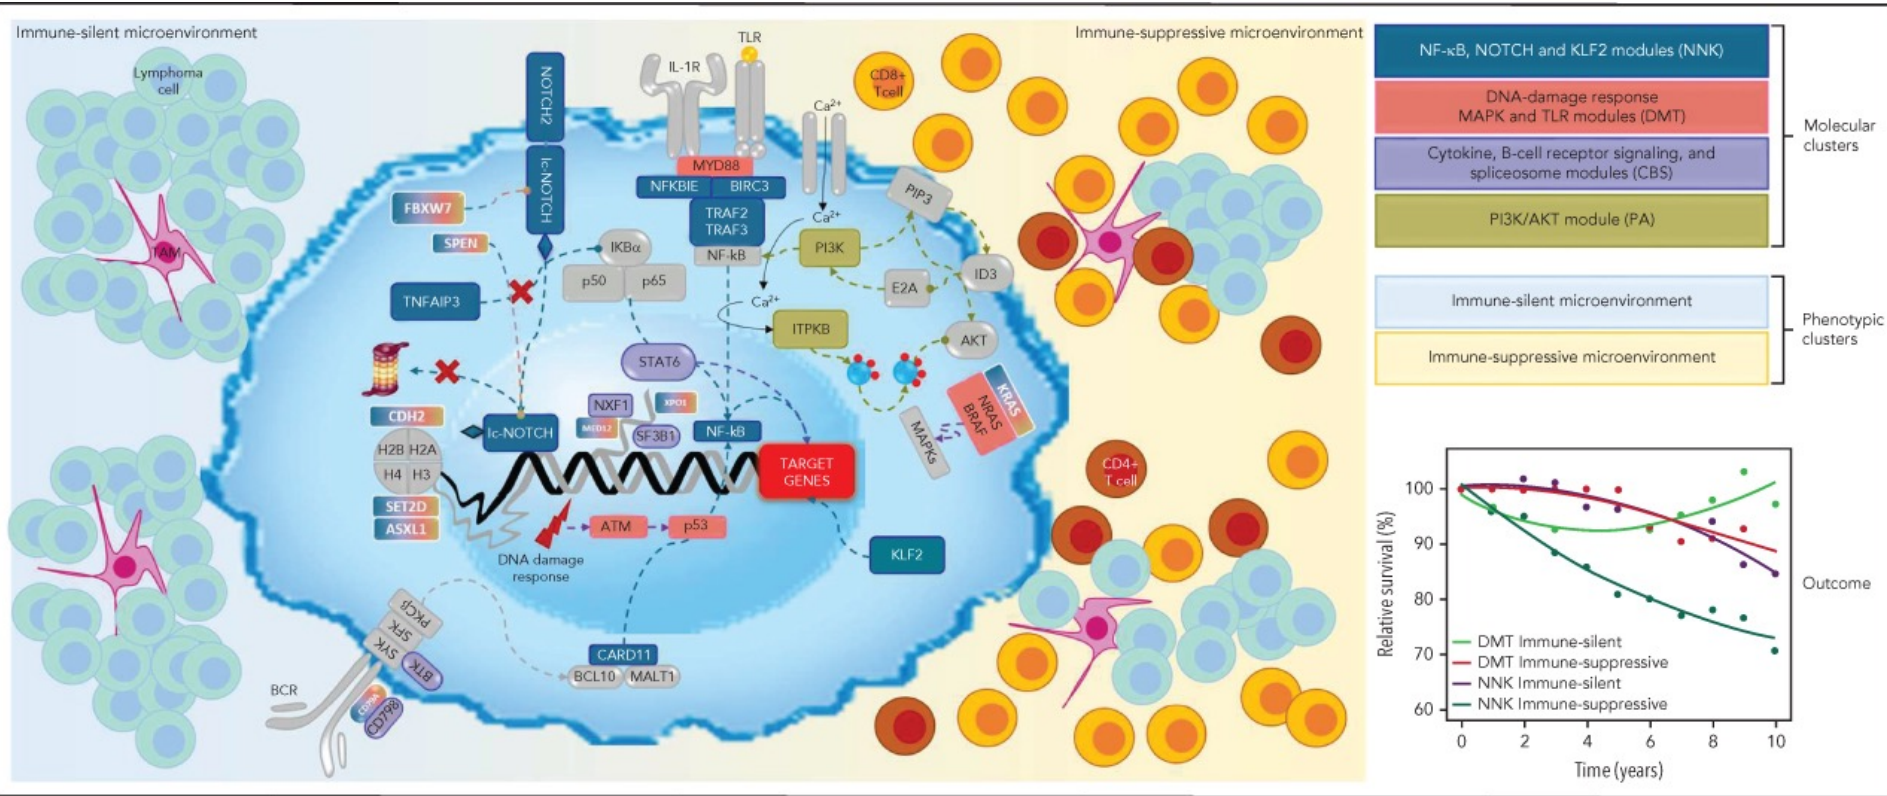 Immune-silent microenvironment
Lymphoma
cell
TAM
NOTCH2
Ic-NOTCH
IL-1R
TLR
Ca²⁺
MYD88
NFKBIE
BIRC3
TRAF2
TRAF3
NF-kB
Ca²⁺
Ca²⁺
PI3K
ITPKB
PIP3
ID3
E2A
AKT
FBXW7
SPEN
TNFAIP3
IKBα
p50
p65
STAT6
KRAS
NRAS
BRAF
MAPKs
CDH2
H2B
H2A
H4
H3
SET2D
ASXL1
Ic-NOTCH
NXF1
XPO1
MED12
SF3B1
NF-kB
TARGET
GENES
ATM
p53
DNA damage
response
KLF2
PKCβ
SFK
SYK
BTK
CD79B
BCR
CARD11
BCL10
MALT1
Immune-suppressive microenvironment
CD8+
Tcell
CD4+
T cell
NF-κB, NOTCH and KLF2 modules (NNK)
DNA-damage response
MAPK and TLR modules (DMT)
Cytokine, B-cell receptor signaling, and
spliceosome modules (CBS)
PI3K/AKT module (PA)
Molecular
clusters
Immune-silent microenvironment
Immune-suppressive microenvironment
Phenotypic
clusters
Relative survival (%)
100
90
80
70
60
DMT Immune-silent
DMT Immune-suppressive
NNK Immune-silent
NNK Immune-suppressive
0 2 4 6 8 10
Time (years)
Outcome